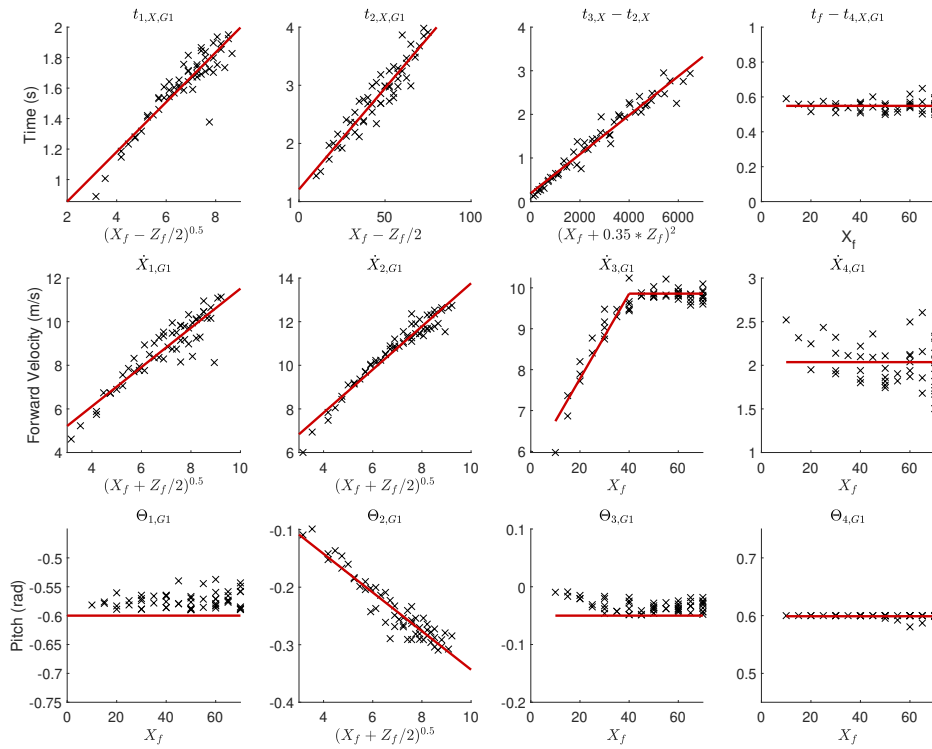 t_{1,X,G1} t_{2,X,G1} t_{3,X} − t_{2,X} t_f − t_{4,X,G1}
Time (s)
2 1.8 1.6 1.4 1.2 1
4 3 2 1
4 3 2 1 0
1 0.8 0.6 0.4 0.2 0
2 4 6 8 0 50 100 0 2000 4000 6000 0 20 40 60
(X_f − Z_f/2)^{0.5} X_f − Z_f/2 (X_f + 0.35 * Z_f)^2 X_f
Ẋ_{1,G1} Ẋ_{2,G1} Ẋ_{3,G1} Ẋ_{4,G1}
Forward Velocity (m/s)
12 10 8 6 4
14 12 10 8 6
10 9 8 7 6
3 2.5 2 1.5 1
4 6 8 10 4 6 8 10 0 20 40 60 0 20 40 60
(X_f + Z_f/2)^{0.5} (X_f + Z_f/2)^{0.5} X_f X_f
Θ_{1,G1} Θ_{2,G1} Θ_{3,G1} Θ_{4,G1}
Pitch (rad)
-0.5 -0.55 -0.6 -0.65 -0.7 -0.75
-0.1 -0.2 -0.3 -0.4
0.1 0 -0.1 -0.2
0.7 0.6 0.5
0 20 40 60 4 6 8 10 0 20 40 60 0 20 40 60
X_f (X_f + Z_f/2)^{0.5} X_f X_f